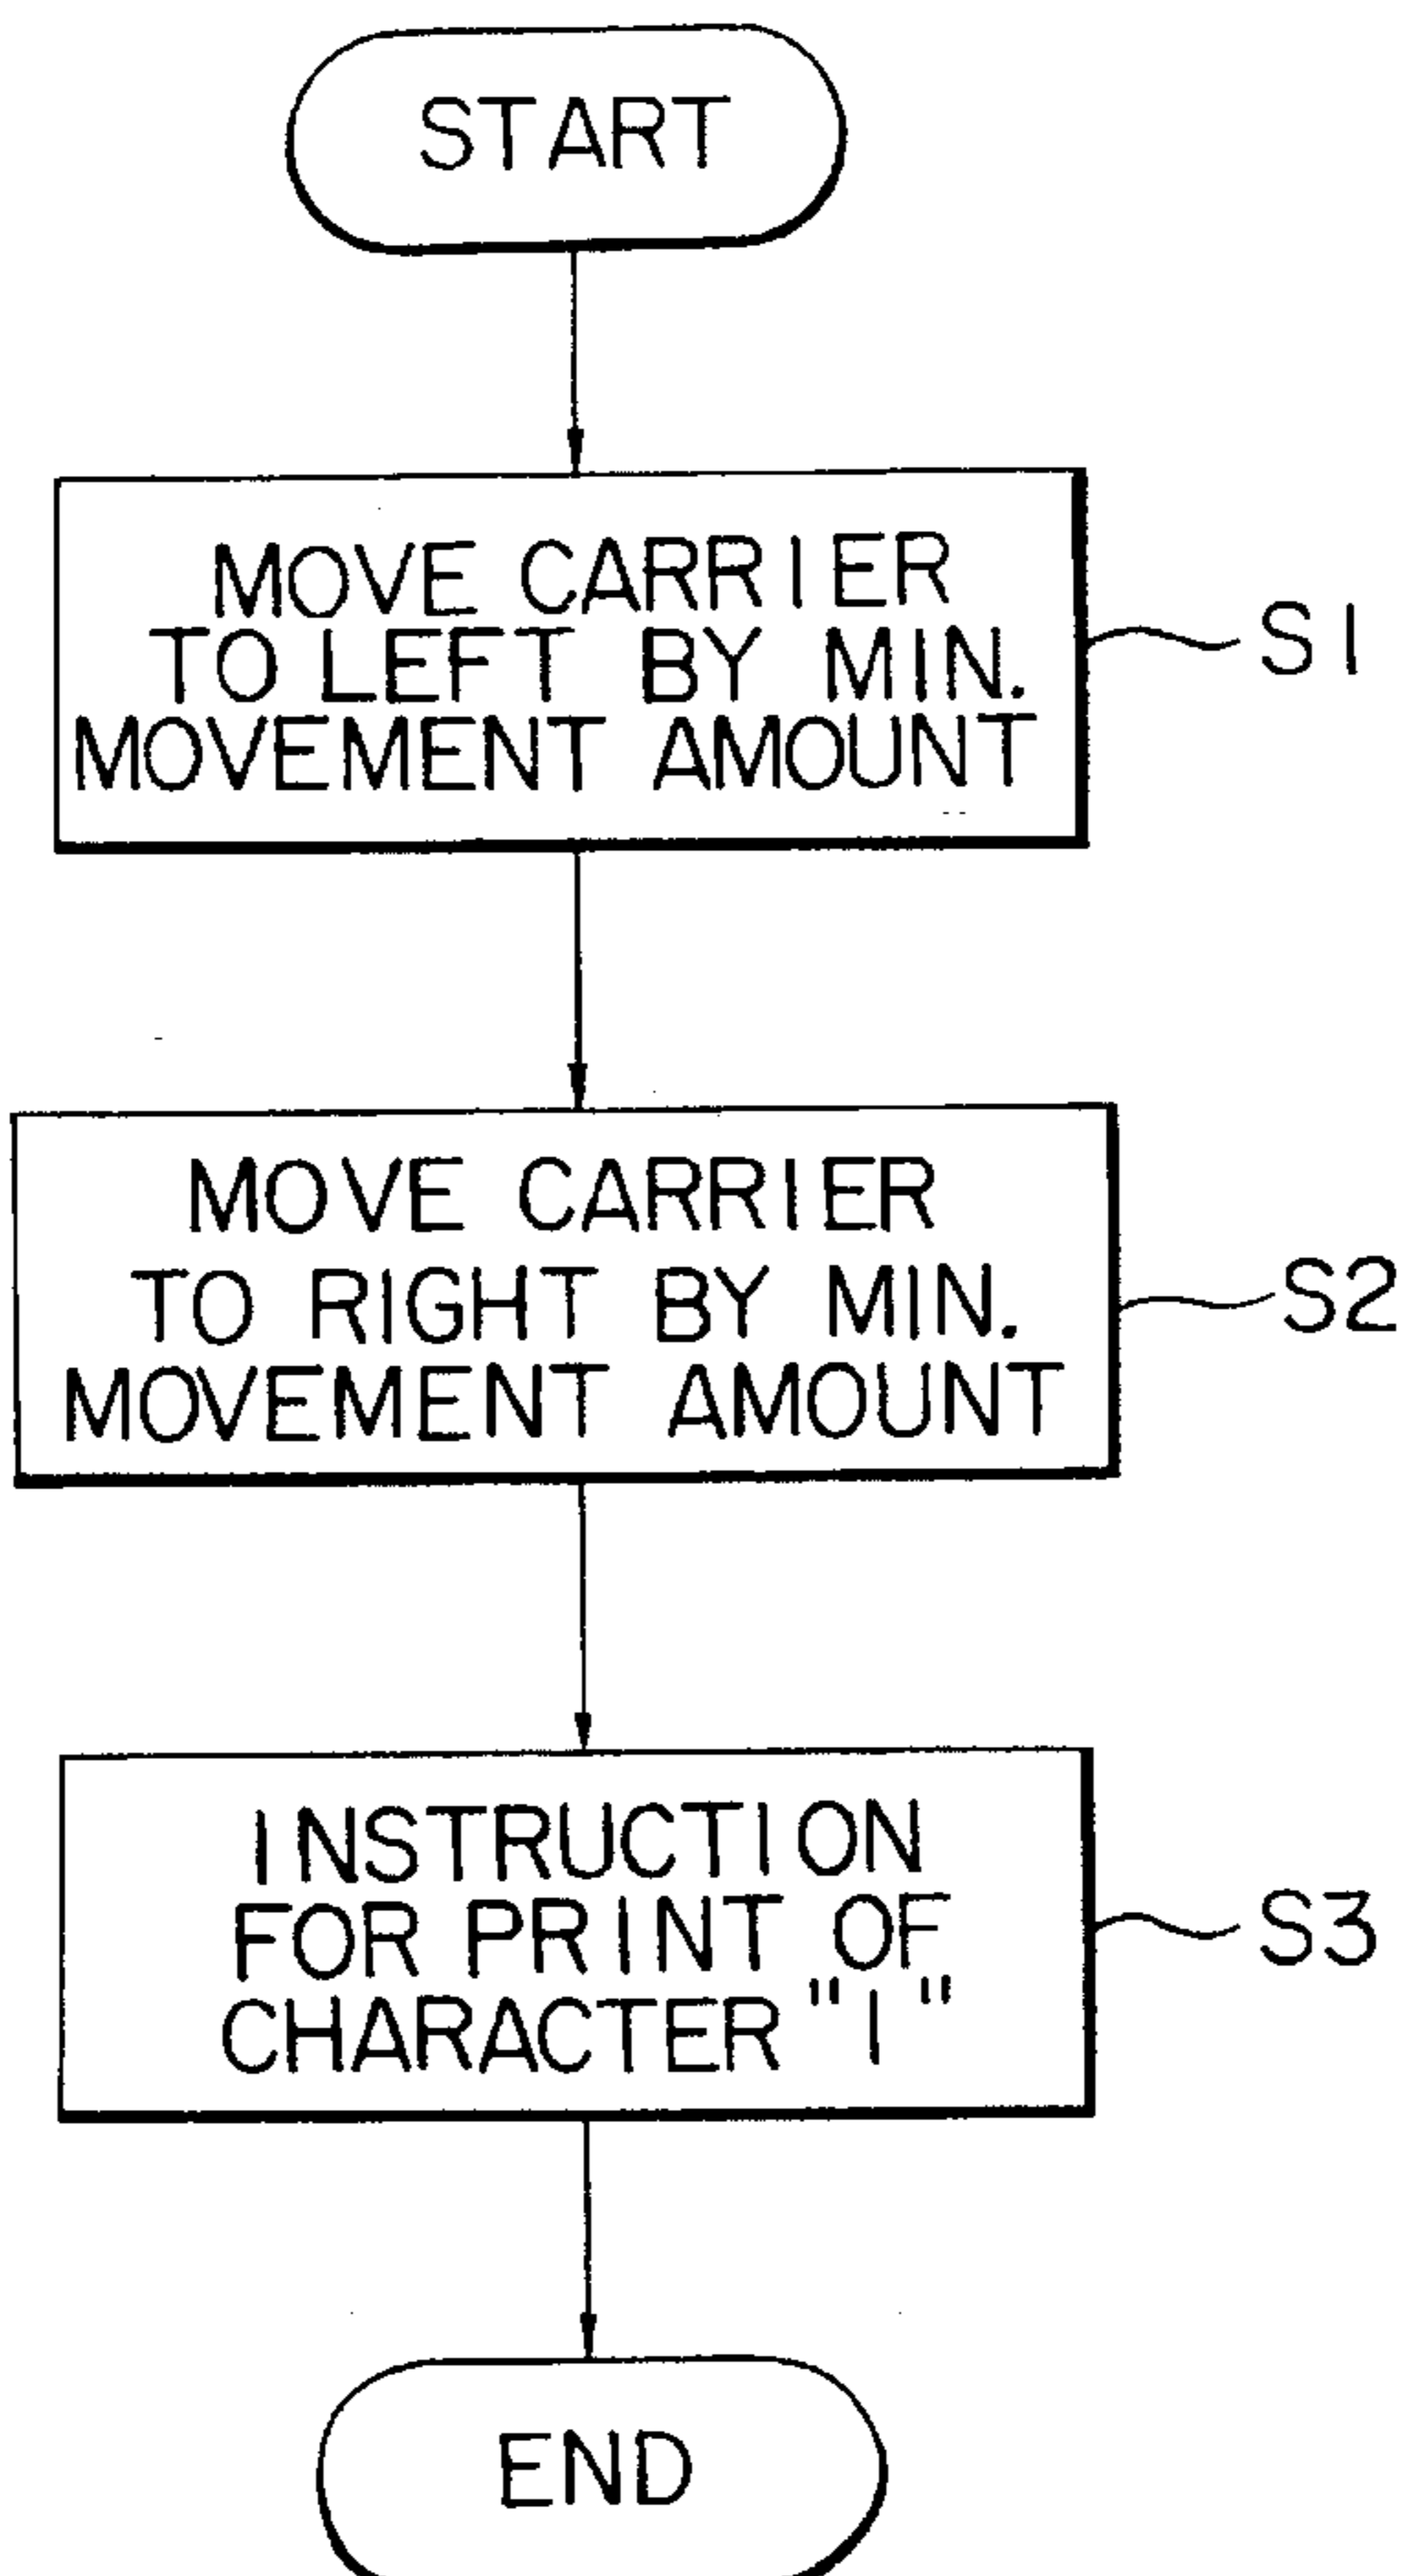 START
MOVE CARRIER
TO LEFT BY MIN.
MOVEMENT AMOUNT
S1
MOVE CARRIER
TO RIGHT BY MIN.
MOVEMENT AMOUNT
S2
INSTRUCTION
FOR PRINT OF
CHARACTER "I"
S3
END